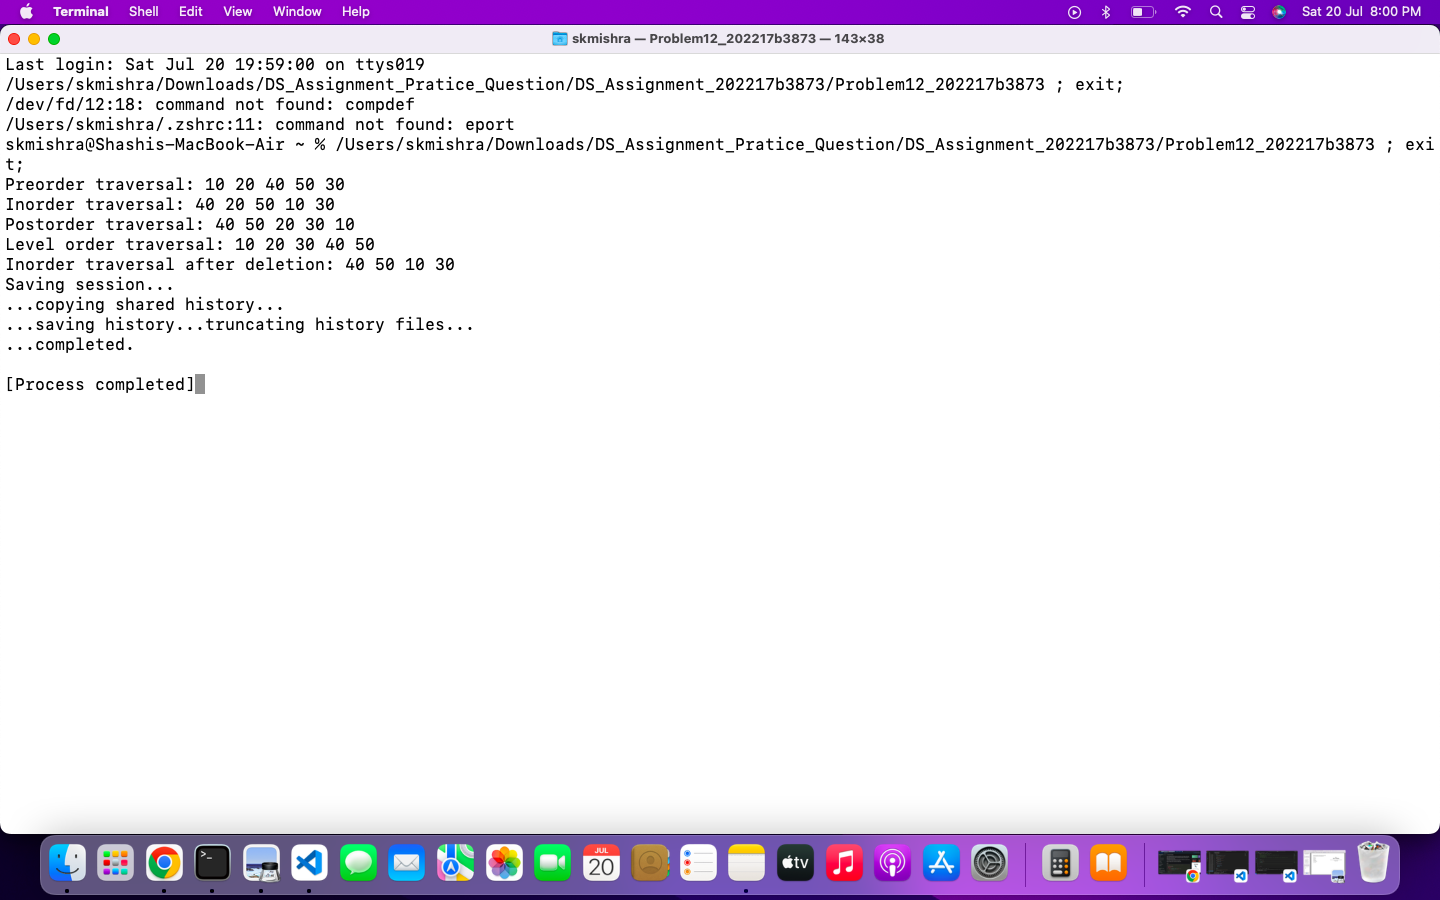 Terminal Shell Edit View Window Help Sat 20 Jul 8:00 PM
skmishra — Problem12_202217b3873 — 143×38
Last login: Sat Jul 20 19:59:00 on ttys019
/Users/skmishra/Downloads/DS_Assignment_Pratice_Question/DS_Assignment_202217b3873/Problem12_202217b3873 ; exit;
/dev/fd/12:18: command not found: compdef
/Users/skmishra/.zshrc:11: command not found: eport
skmishra@Shashis-MacBook-Air ~ % /Users/skmishra/Downloads/DS_Assignment_Pratice_Question/DS_Assignment_202217b3873/Problem12_202217b3873 ; exi
t;
Preorder traversal: 10 20 40 50 30
Inorder traversal: 40 20 50 10 30
Postorder traversal: 40 50 20 30 10
Level order traversal: 10 20 30 40 50
Inorder traversal after deletion: 40 50 10 30
Saving session...
...copying shared history...
...saving history...truncating history files...
...completed.
[Process completed]
JUL
20
tv